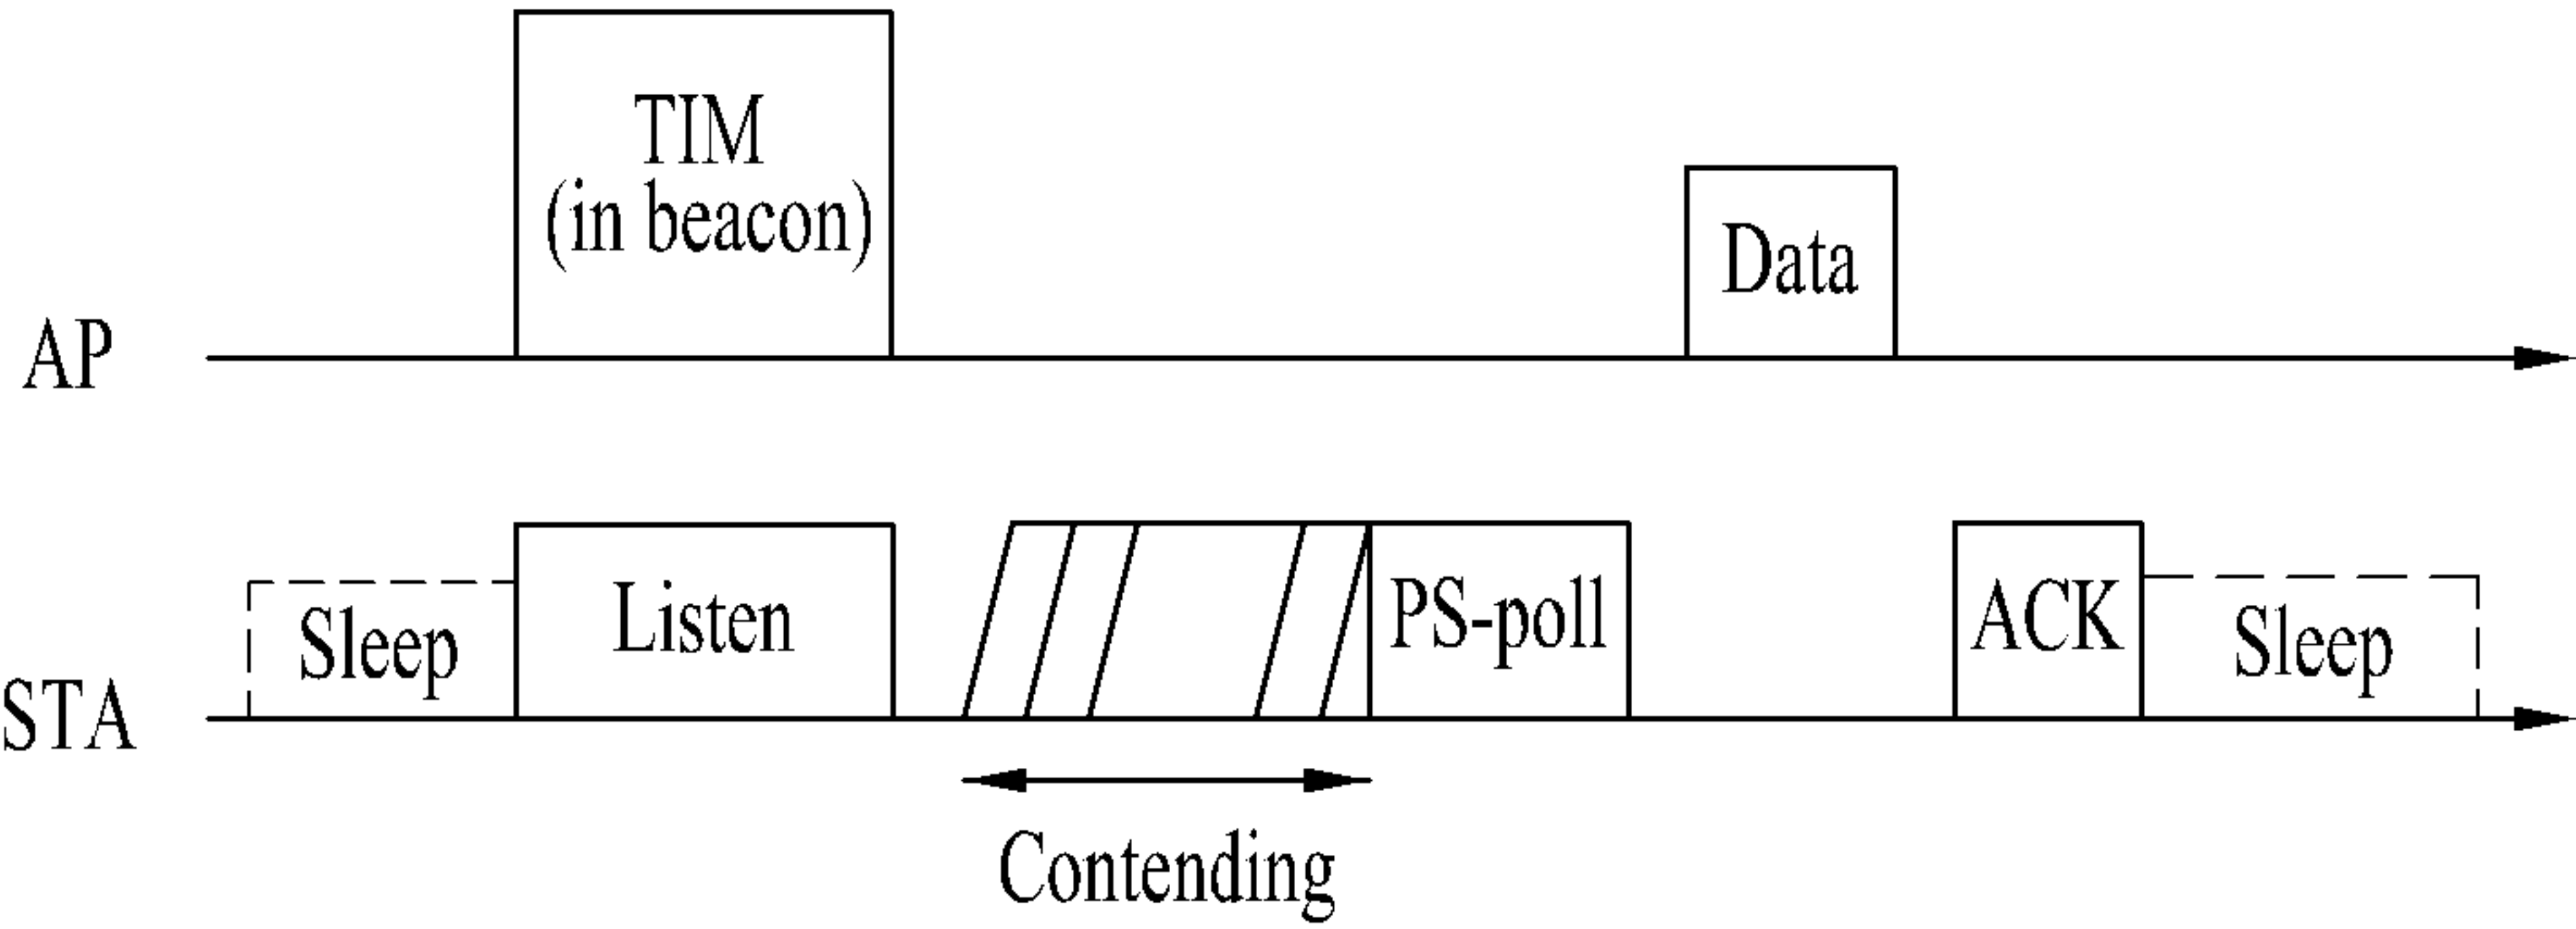 TIM
(in beacon)
Data
AP
Sleep
Listen
PS-poll
ACK
Sleep
STA
Contending